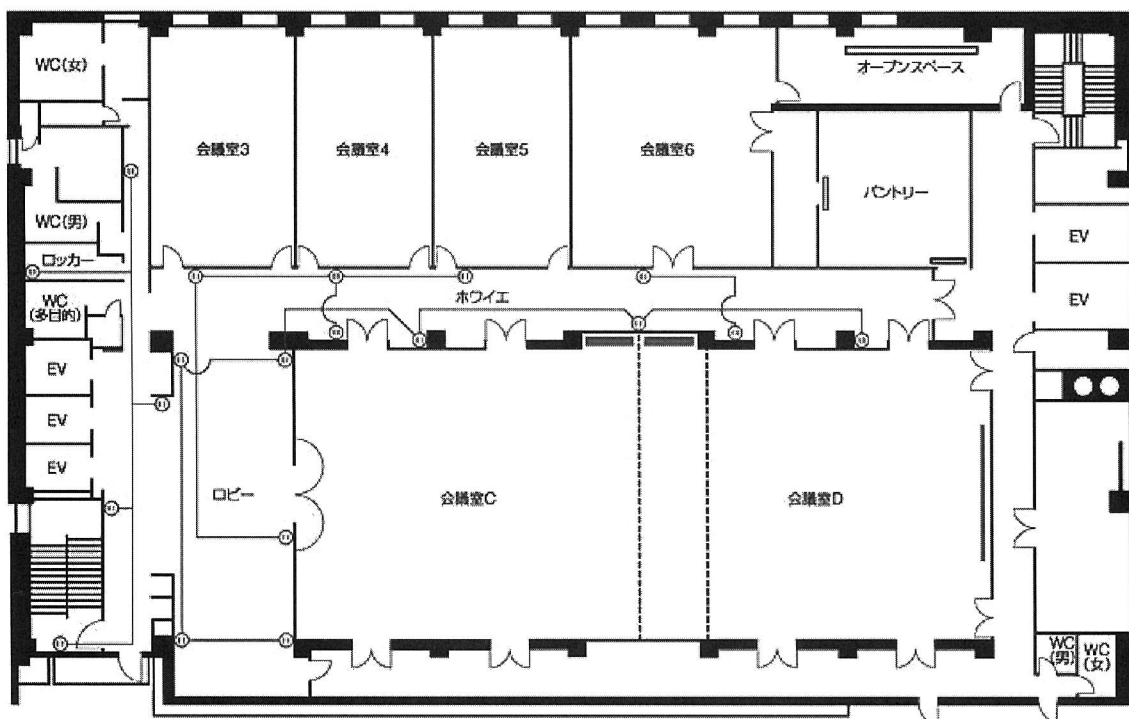 WC(女)
オープンスペース
会議室3
会議室4
会議室5
会議室6
パントリー
WC(男)
EV
ロッカー
EV
WC
(多目的)
ホワイエ
EV
EV
EV
ロビー
会議室C
会議室D
WC
(男)
WC
(女)